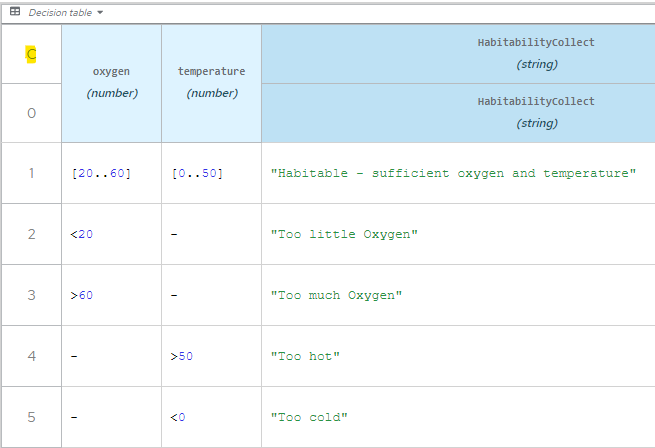 Decision table
C
oxygen
(number)
temperature
(number)
HabitabilityCollect
(string)
0
HabitabilityCollect
(string)
1 [20..60] [0..50] "Habitable - sufficient oxygen and temperature"
2 <20 - "Too little Oxygen"
3 >60 - "Too much Oxygen"
4 - >50 "Too hot"
5 - <0 "Too cold"